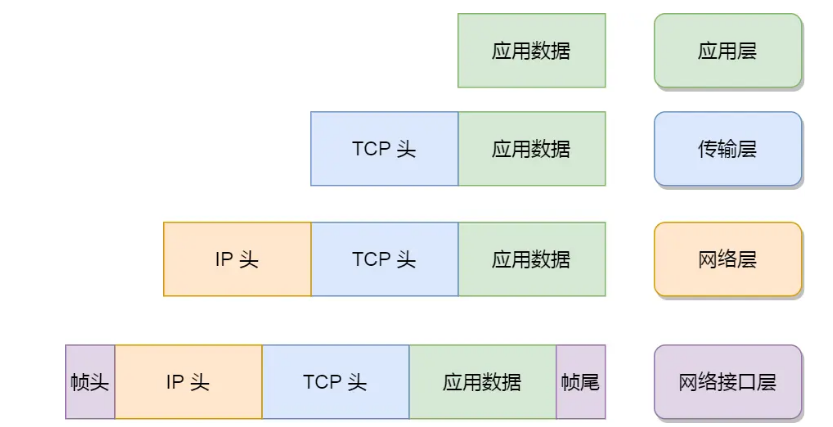 应用数据 应用层
TCP 头 应用数据 传输层
IP 头 TCP 头 应用数据 网络层
帧头 IP 头 TCP 头 应用数据 帧尾 网络接口层